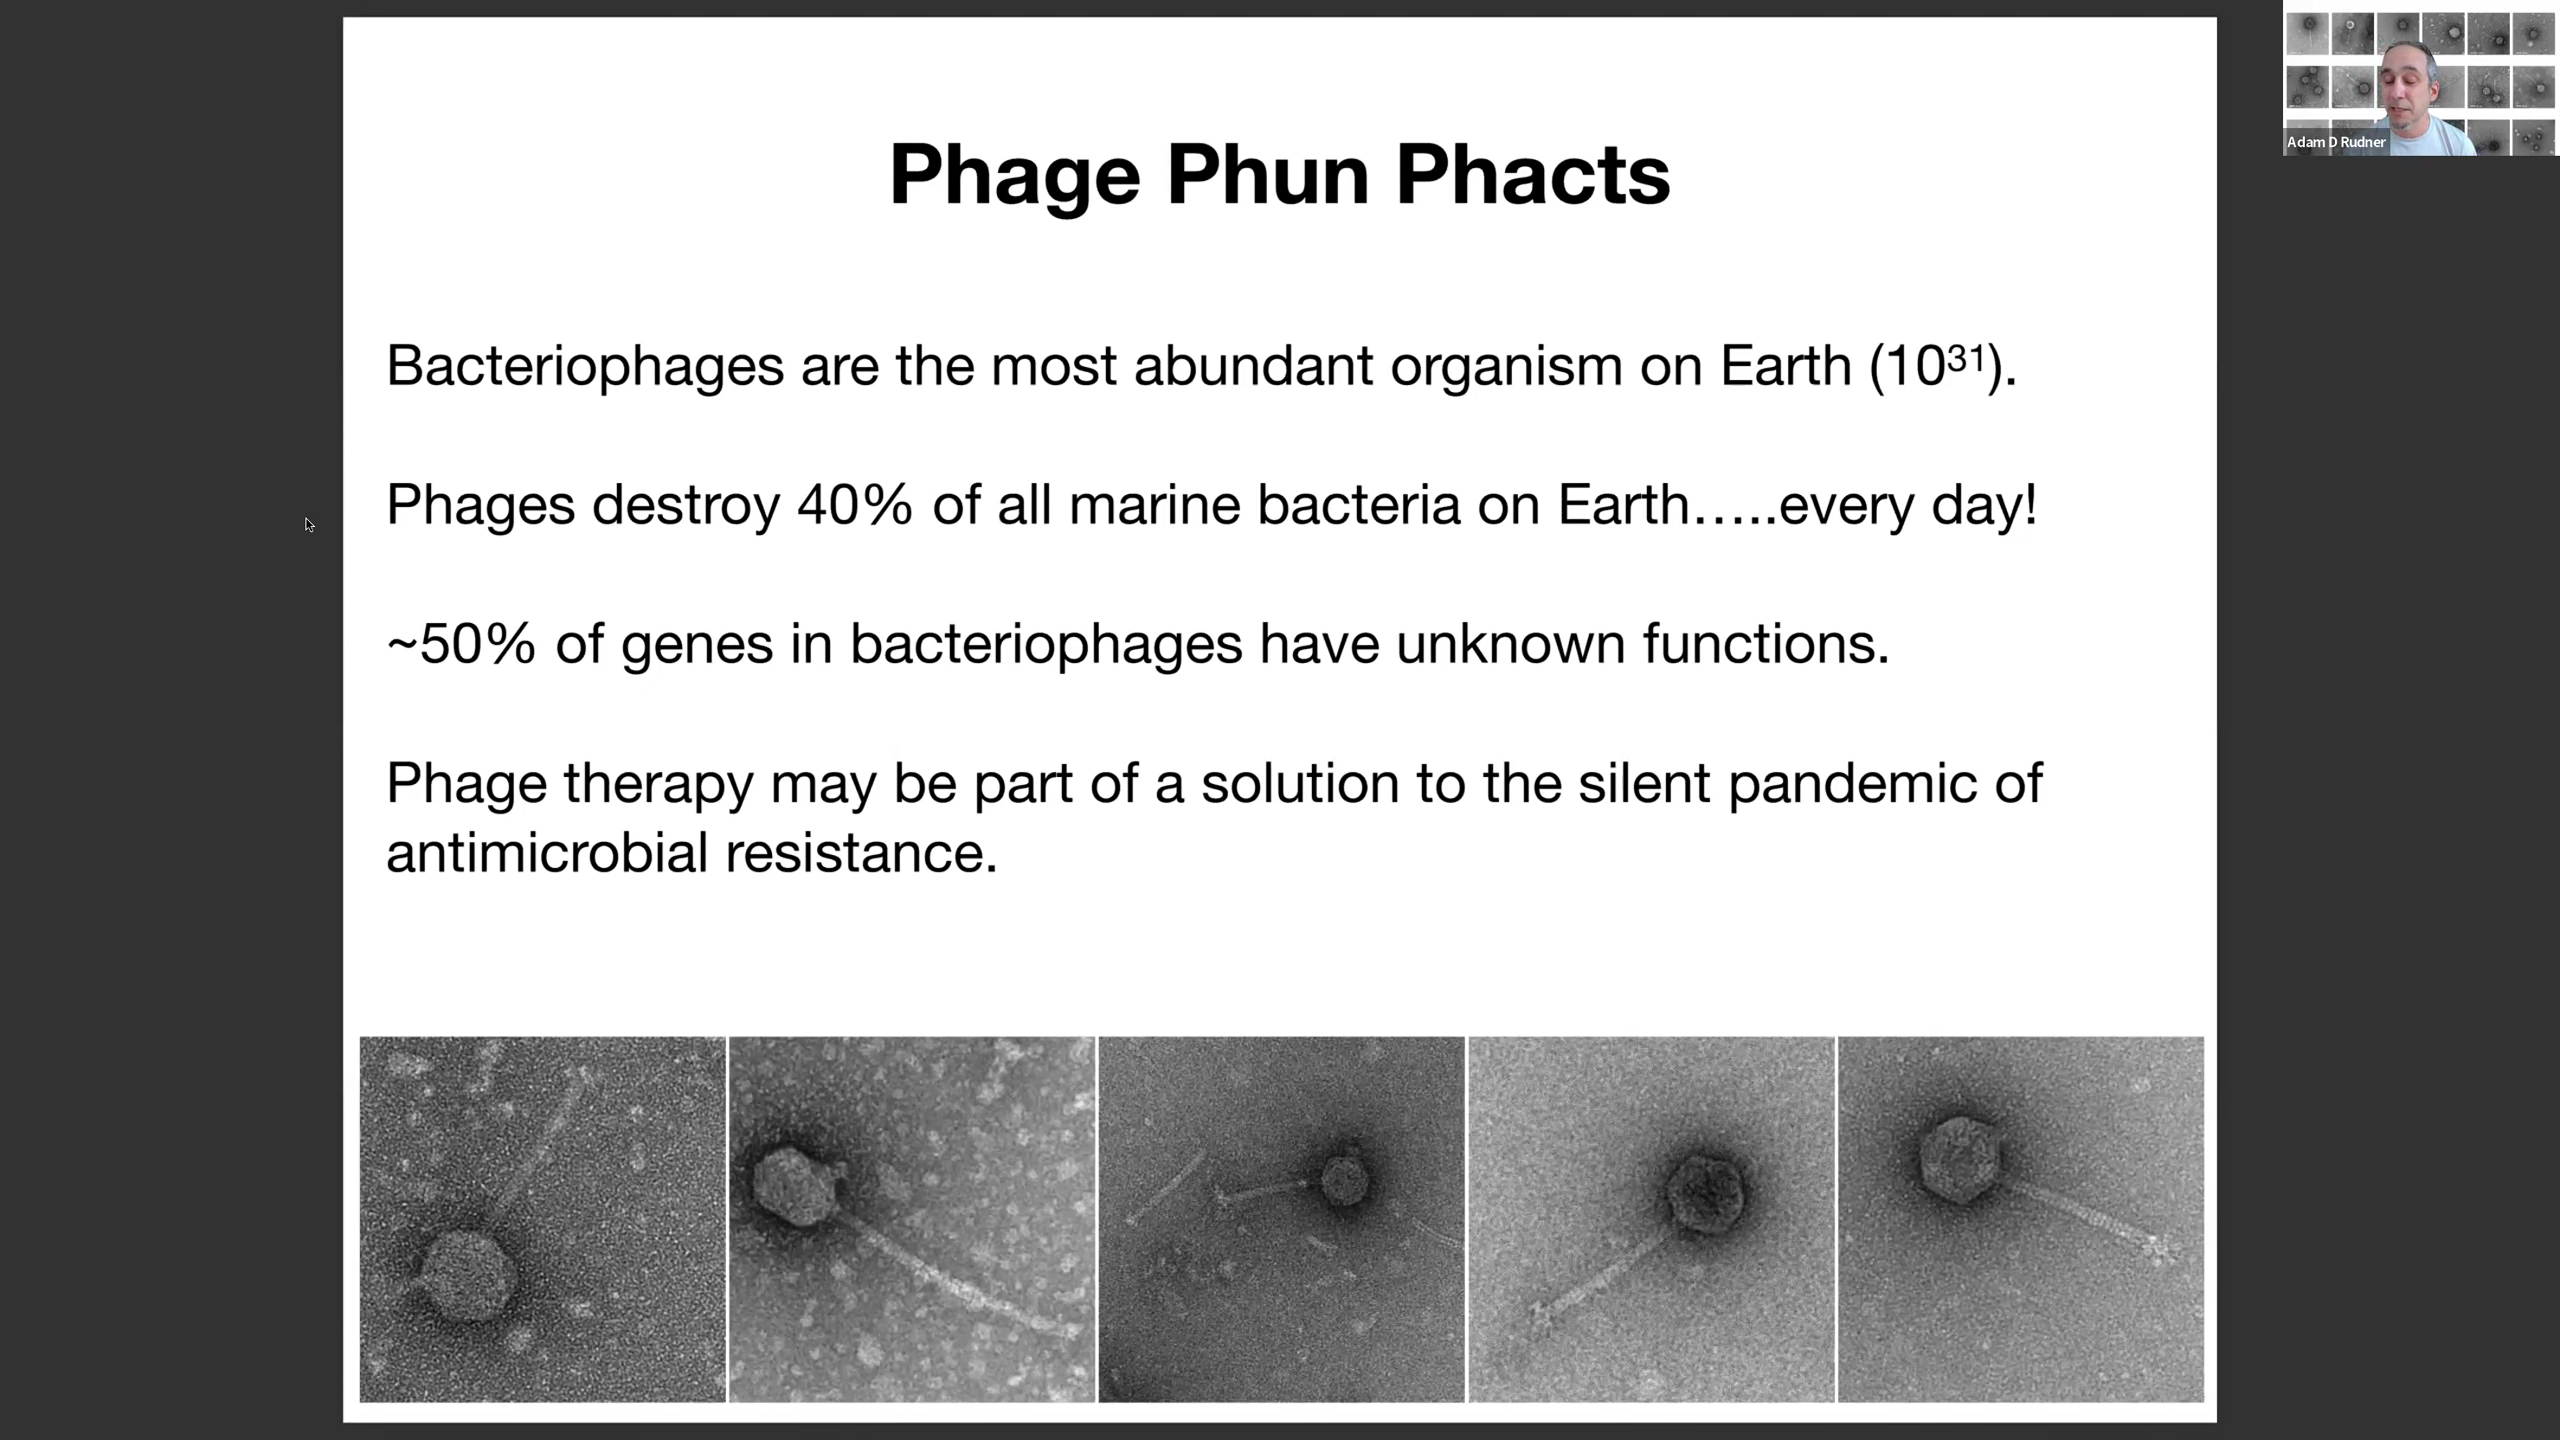 Phage Phun Phacts
Bacteriophages are the most abundant organism on Earth (10³¹).
Phages destroy 40% of all marine bacteria on Earth…..every day!
~50% of genes in bacteriophages have unknown functions.
Phage therapy may be part of a solution to the silent pandemic of
antimicrobial resistance.
Adam D Rudner